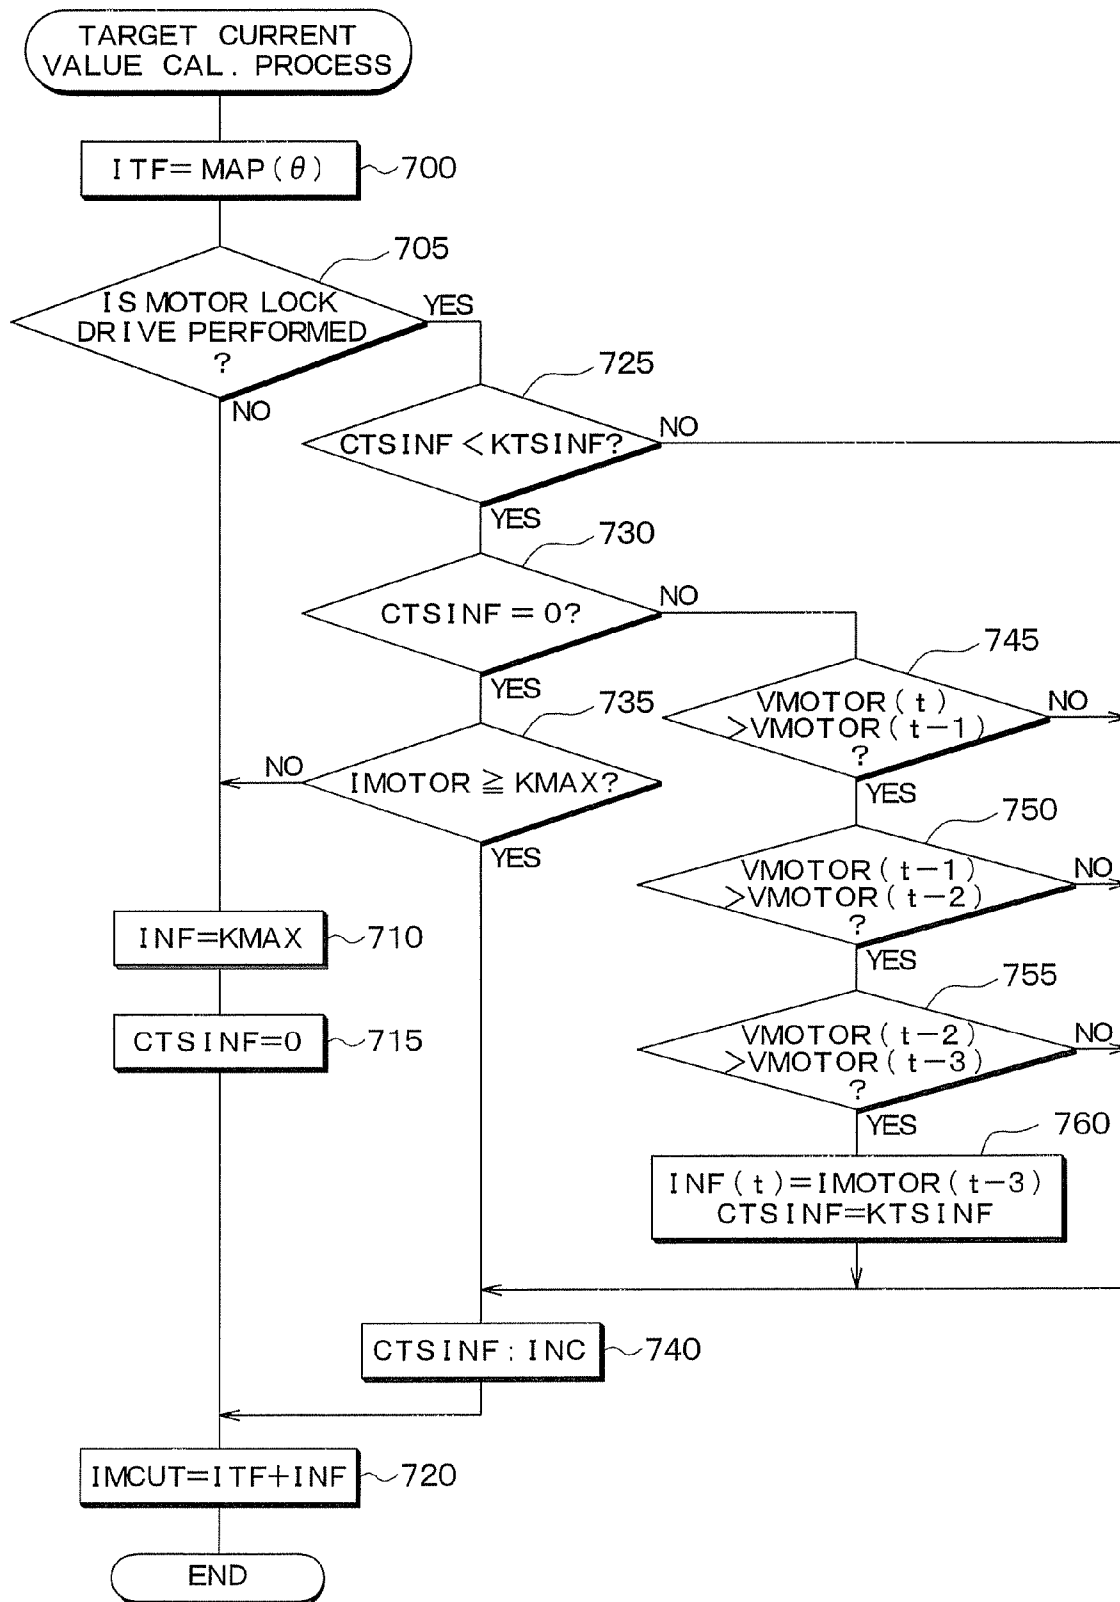 TARGET CURRENT
VALUE CAL. PROCESS
ITF=MAP(θ)
700
705
IS MOTOR LOCK
DRIVE PERFORMED
?
YES
NO
725
CTSINF<KTSINF?
NO
YES
730
CTSINF=0?
NO
YES
745
VMOTOR(t)
>VMOTOR(t-1)
?
NO
YES
735
IMOTOR≧KMAX?
NO
YES
750
VMOTOR(t-1)
>VMOTOR(t-2)
?
NO
YES
INF=KMAX
710
755
VMOTOR(t-2)
>VMOTOR(t-3)
?
NO
YES
CTSINF=0
715
760
INF(t)=IMOTOR(t-3)
CTSINF=KTSINF
CTSINF:INC
740
IMCUT=ITF+INF
720
END